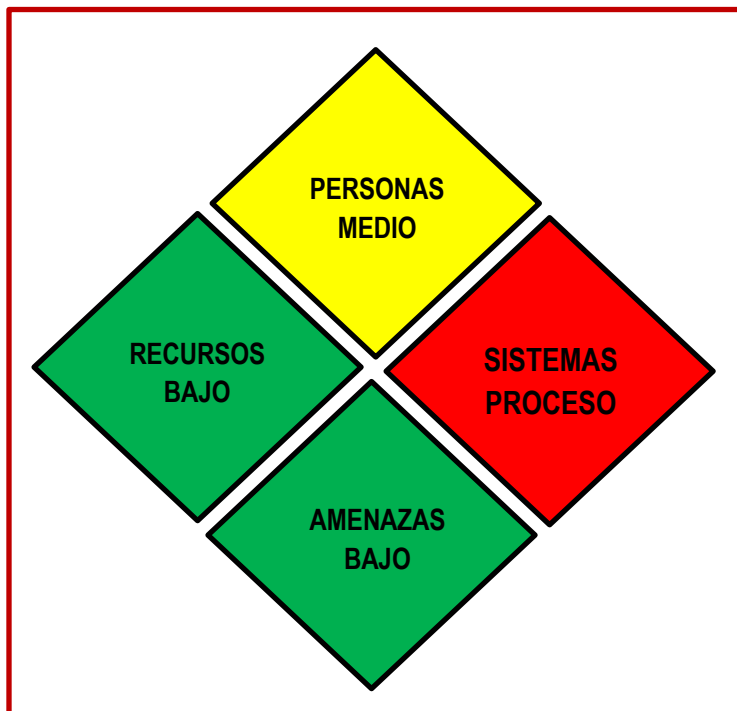 PERSONAS
MEDIO
RECURSOS
BAJO
SISTEMAS
PROCESO
AMENAZAS
BAJO